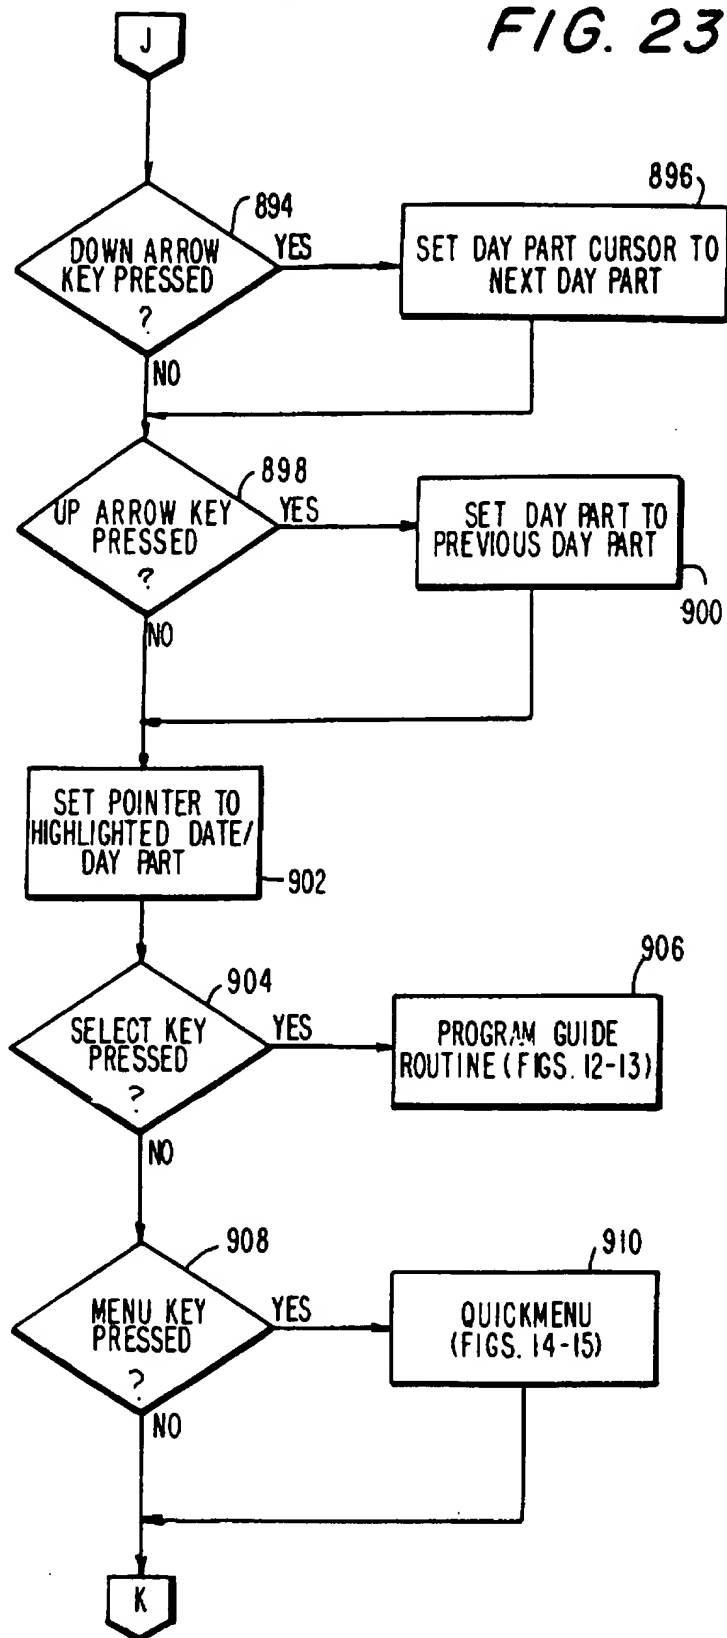 FIG. 23
J
894
DOWN ARROW
KEY PRESSED
?
YES
NO
896
SET DAY PART CURSOR TO
NEXT DAY PART
898
UP ARROW KEY
PRESSED
?
YES
NO
SET DAY PART TO
PREVIOUS DAY PART
900
SET POINTER TO
HIGHLIGHTED DATE/
DAY PART
902
904
SELECT KEY
PRESSED
?
YES
NO
906
PROGRAM GUIDE
ROUTINE (FIGS. 12-13)
908
MENU KEY
PRESSED
?
YES
NO
910
QUICKMENU
(FIGS. 14-15)
K